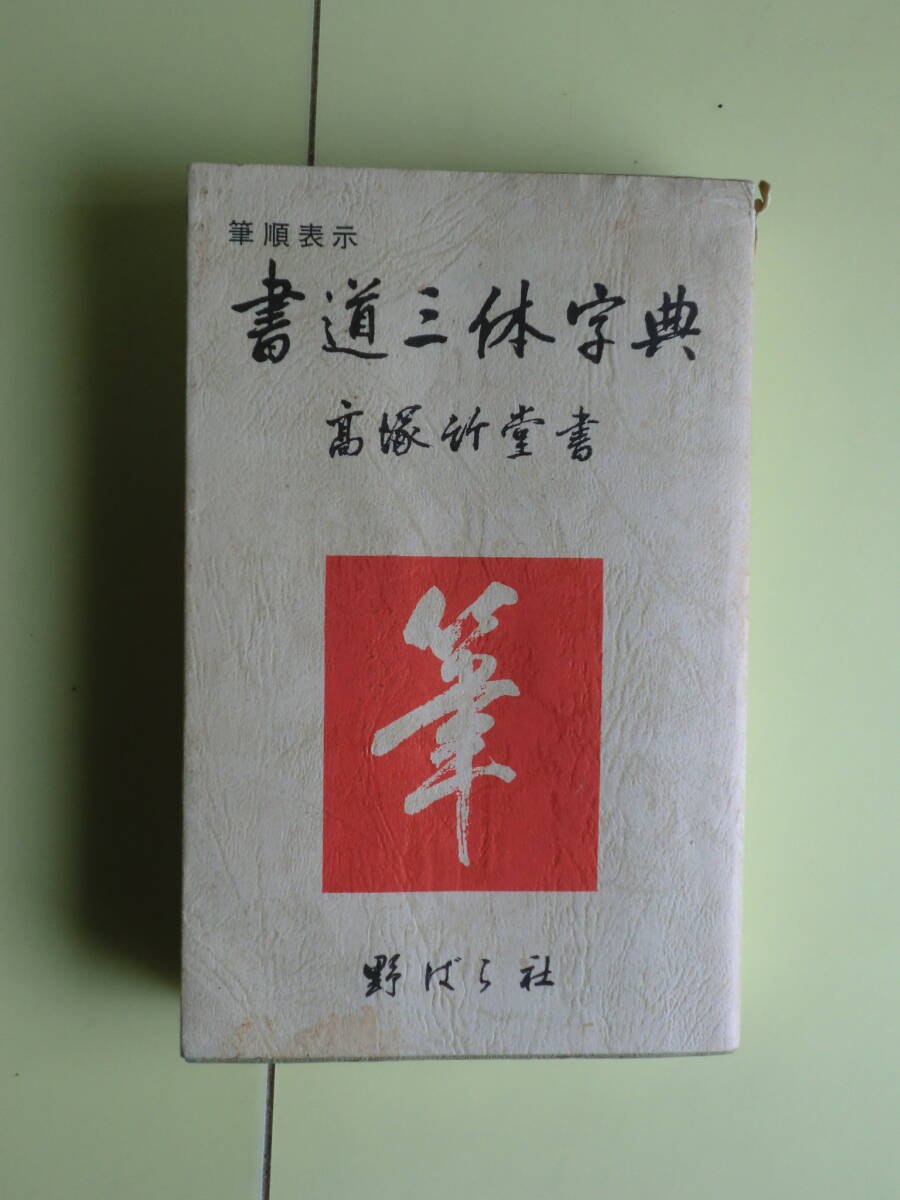 筆順表示
書道三体字典
高塚竹堂書
筆
野ばら社